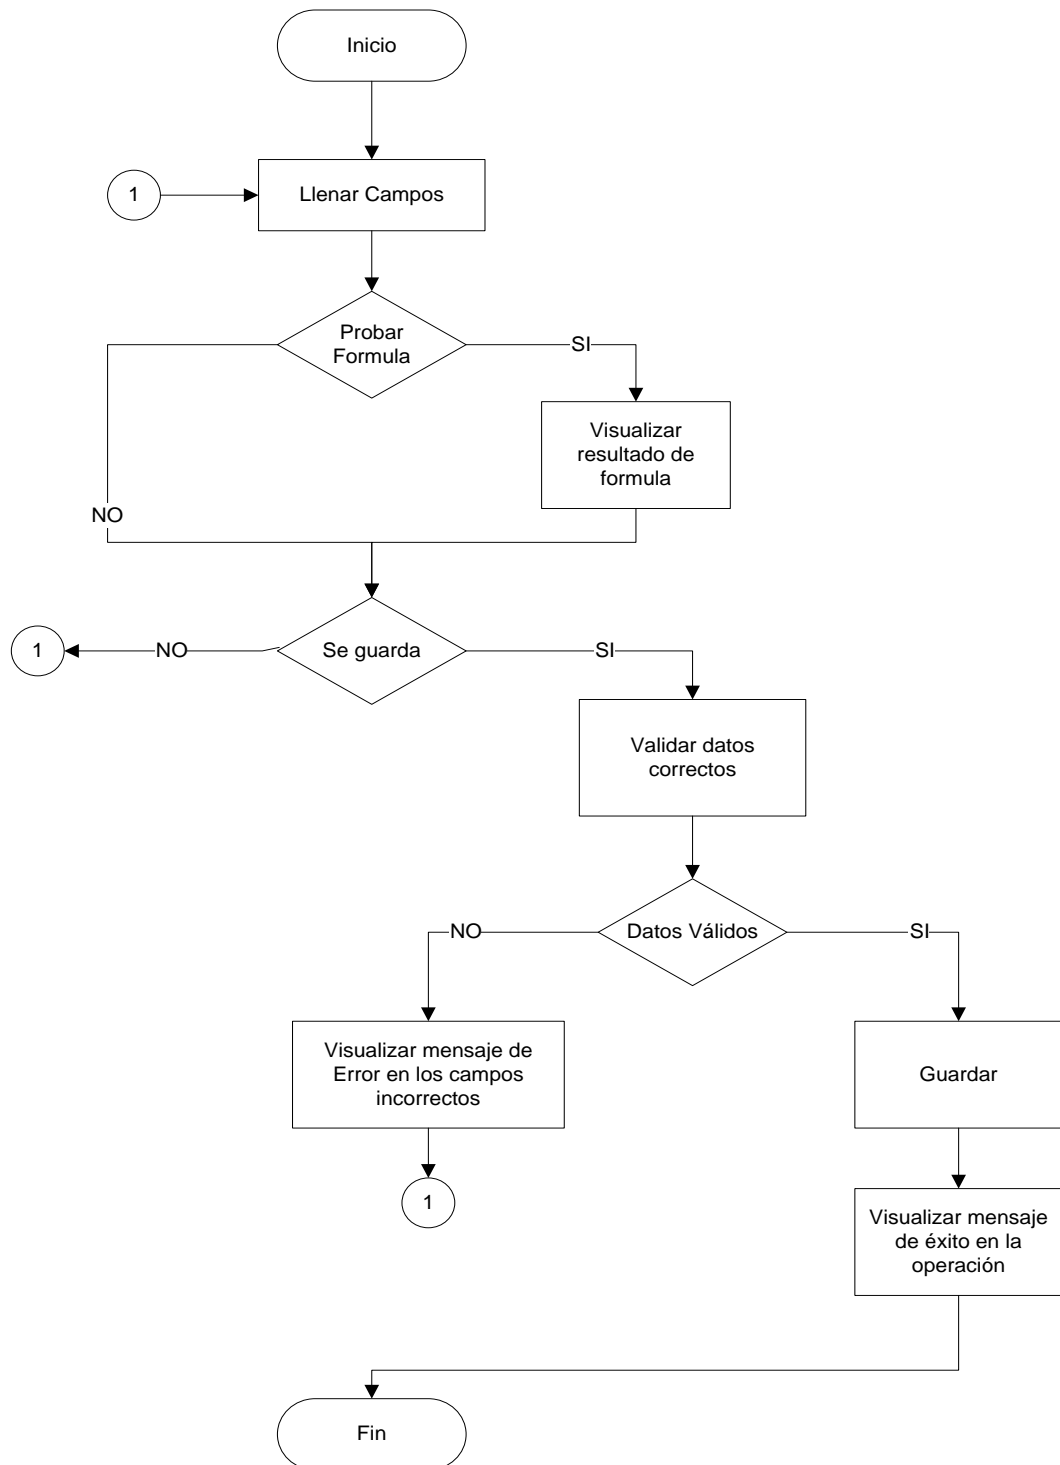 Inicio
1
Llenar Campos
Probar
Formula
SI
Visualizar
resultado de
formula
NO
1
NO
Se guarda
SI
Validar datos
correctos
NO
Datos Válidos
SI
Visualizar mensaje de
Error en los campos
incorrectos
Guardar
1
Visualizar mensaje
de éxito en la
operación
Fin